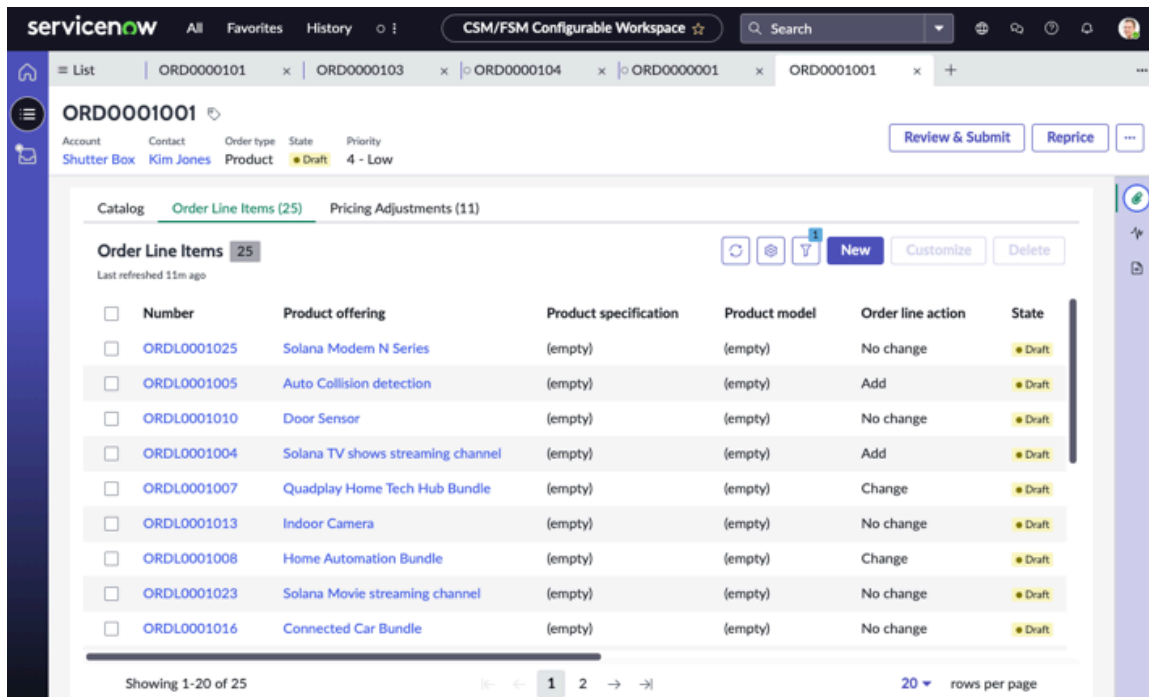 servicenow All Favorites History CSM/FSM Configurable Workspace Search
List ORD0000101 ORD0000103 ORD0000104 ORD0000001 ORD0001001
ORD0001001
Account Contact Order type State Priority
Shutter Box Kim Jones Product Draft 4 - Low
Review & Submit Reprice
Catalog Order Line Items (25) Pricing Adjustments (11)
Order Line Items 25
Last refreshed 11m ago
1
New Customize Delete
Number Product offering Product specification Product model Order line action State
ORDL0001025 Solana Modem N Series (empty) (empty) No change Draft
ORDL0001005 Auto Collision detection (empty) (empty) Add Draft
ORDL0001010 Door Sensor (empty) (empty) No change Draft
ORDL0001004 Solana TV shows streaming channel (empty) (empty) Add Draft
ORDL0001007 Quadplay Home Tech Hub Bundle (empty) (empty) Change Draft
ORDL0001013 Indoor Camera (empty) (empty) No change Draft
ORDL0001008 Home Automation Bundle (empty) (empty) Change Draft
ORDL0001023 Solana Movie streaming channel (empty) (empty) No change Draft
ORDL0001016 Connected Car Bundle (empty) (empty) No change Draft
Showing 1-20 of 25 1 2 20 rows per page